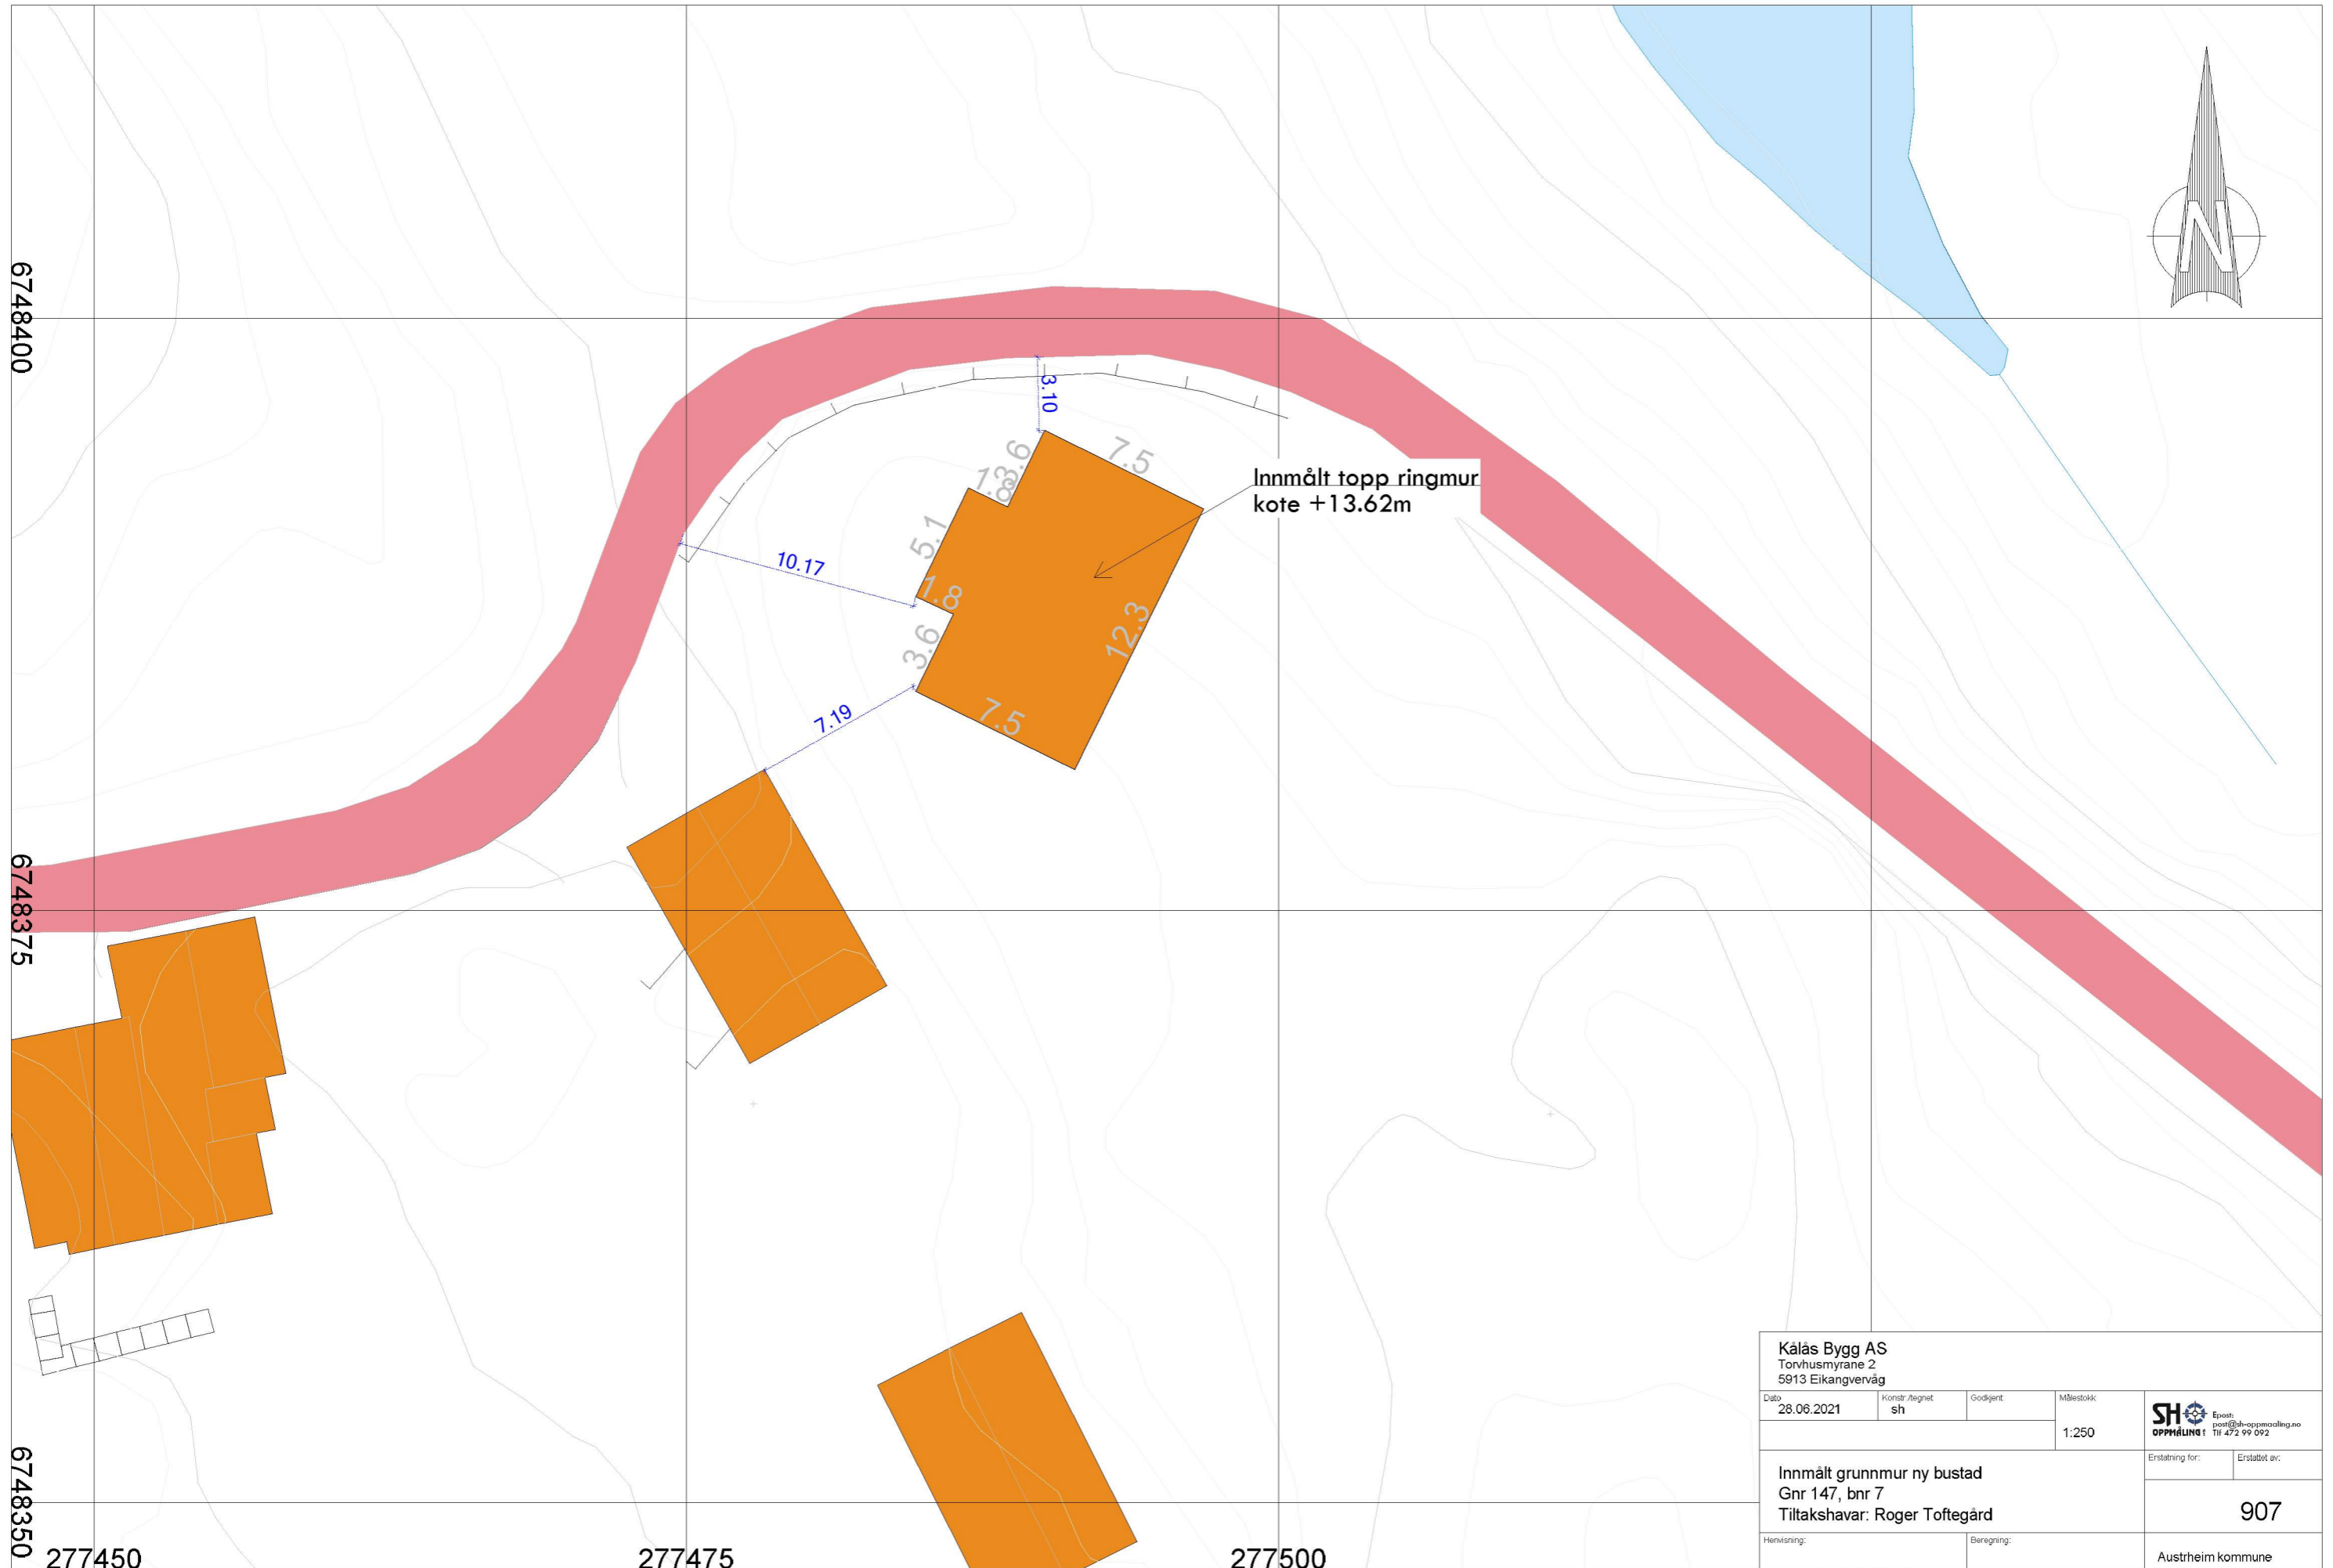 N
6748400
3.10
3.6
1.8
7.5
Innmålt topp ringmur
kote +13.62m
5.1
10.17
1.8
12.3
3.6
7.19
7.5
6748375
6748350
277450
277475
277500
Kålås Bygg AS
Torvhusmyrane 2
5913 Eikangervåg
Dato
28.06.2021
Konstr./tegnet
sh
Godkjent
Målestokk
1:250
SH
OPPMÅLING
Epost:
post@sh-oppmaaling.no
Tlf 472 99 092
Innmålt grunnmur ny bustad
Gnr 147, bnr 7
Tiltakshavar: Roger Toftegård
Erstatning for:
Erstattet av:
907
Henvisning:
Beregning:
Austrheim kommune